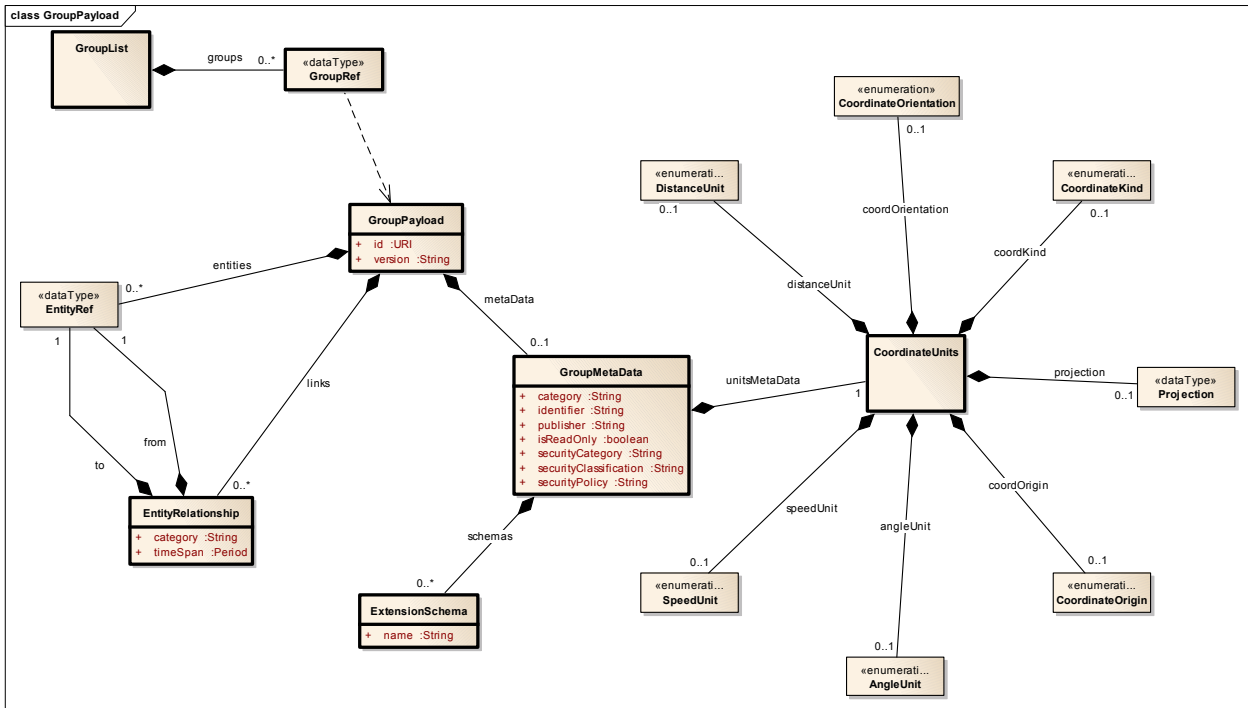 class GroupPayload
GroupList
groups
0..*
«dataType»
GroupRef
GroupPayload
+ id :URI
+ version :String
entities
0..*
«dataType»
EntityRef
1
1
to
from
links
0..*
EntityRelationship
+ category :String
+ timeSpan :Period
metaData
0..1
GroupMetaData
+ category :String
+ identifier :String
+ publisher :String
+ isReadOnly :boolean
+ securityCategory :String
+ securityClassification :String
+ securityPolicy :String
schemas
0..*
ExtensionSchema
+ name :String
unitsMetaData
1
CoordinateUnits
«enumeration»
CoordinateOrientation
0..1
coordOrientation
«enumerati...
DistanceUnit
0..1
distanceUnit
«enumerati...
CoordinateKind
0..1
coordKind
projection
0..1
«dataType»
Projection
coordOrigin
0..1
«enumerati...
CoordinateOrigin
speedUnit
0..1
«enumerati...
SpeedUnit
angleUnit
0..1
«enumerati...
AngleUnit